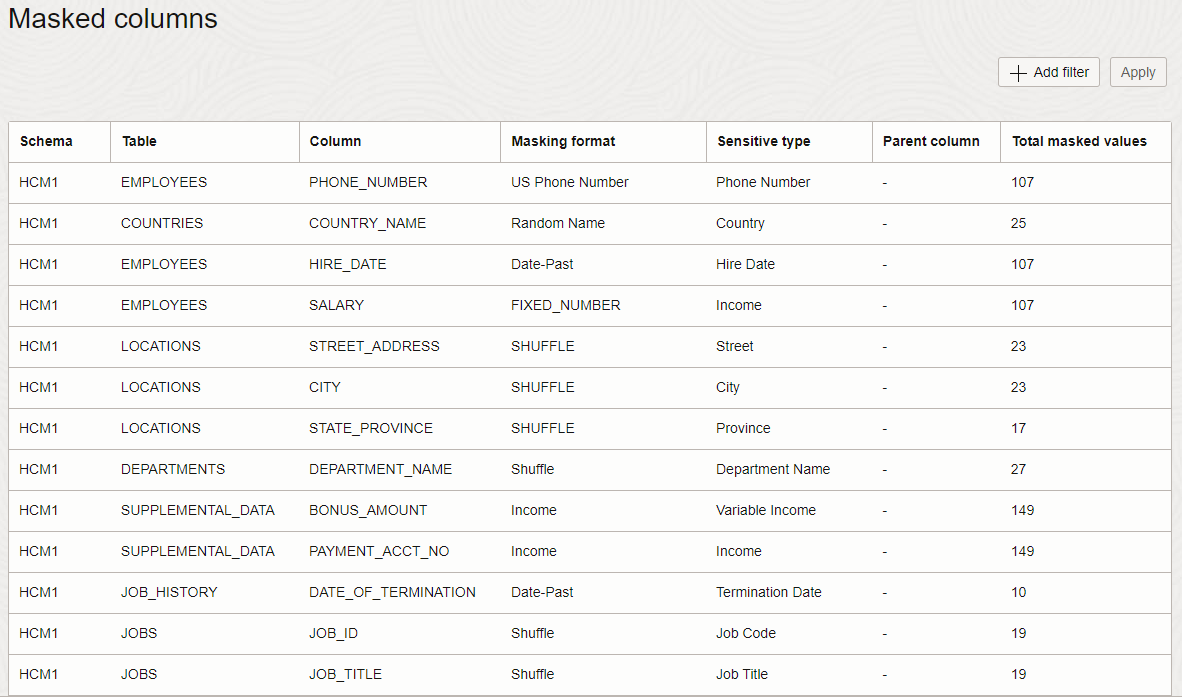 Masked columns
Add filter Apply
Schema Table Column Masking format Sensitive type Parent column Total masked values
HCM1 EMPLOYEES PHONE_NUMBER US Phone Number Phone Number - 107
HCM1 COUNTRIES COUNTRY_NAME Random Name Country - 25
HCM1 EMPLOYEES HIRE_DATE Date-Past Hire Date - 107
HCM1 EMPLOYEES SALARY FIXED_NUMBER Income - 107
HCM1 LOCATIONS STREET_ADDRESS SHUFFLE Street - 23
HCM1 LOCATIONS CITY SHUFFLE City - 23
HCM1 LOCATIONS STATE_PROVINCE SHUFFLE Province - 17
HCM1 DEPARTMENTS DEPARTMENT_NAME Shuffle Department Name - 27
HCM1 SUPPLEMENTAL_DATA BONUS_AMOUNT Income Variable Income - 149
HCM1 SUPPLEMENTAL_DATA PAYMENT_ACCT_NO Income Income - 149
HCM1 JOB_HISTORY DATE_OF_TERMINATION Date-Past Termination Date - 10
HCM1 JOBS JOB_ID Shuffle Job Code - 19
HCM1 JOBS JOB_TITLE Shuffle Job Title - 19